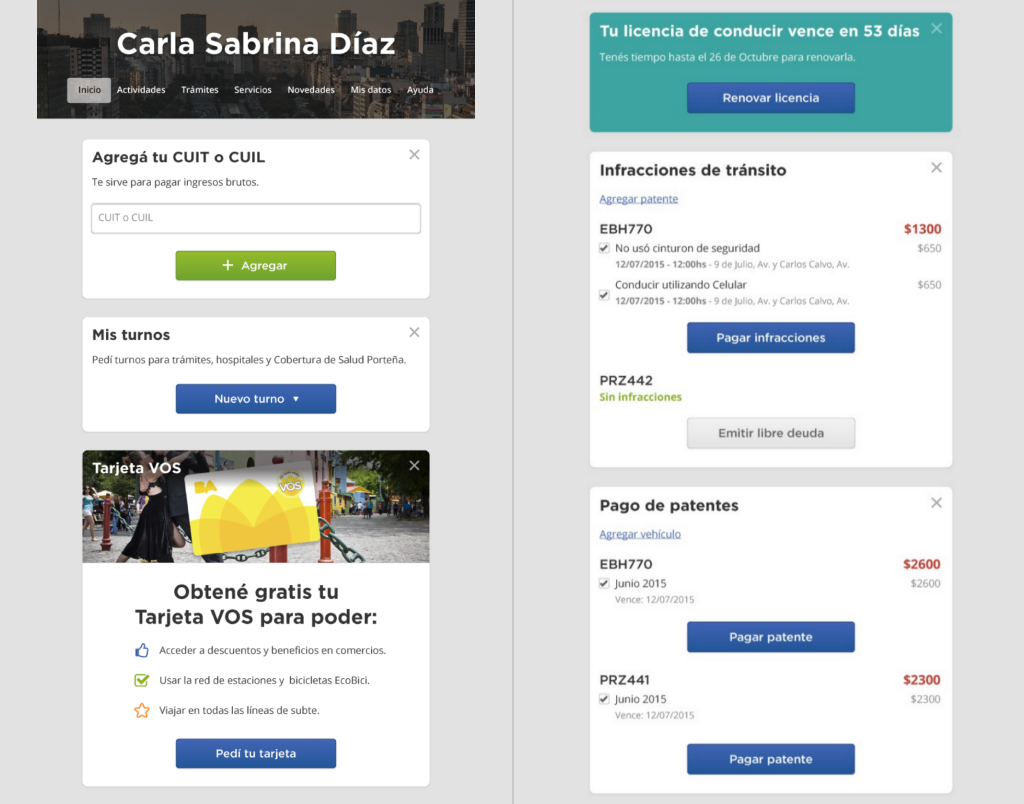 Carla Sabrina Díaz
Inicio Actividades Trámites Servicios Novedades Mis datos Ayuda
Agregá tu CUIT o CUIL
Te sirve para pagar ingresos brutos.
CUIT o CUIL
+ Agregar
Mis turnos
Pedí turnos para trámites, hospitales y Cobertura de Salud Porteña.
Nuevo turno ▼
Tarjeta VOS
BA
VOS
Obtené gratis tu
Tarjeta VOS para poder:
Acceder a descuentos y beneficios en comercios.
Usar la red de estaciones y bicicletas EcoBici.
Viajar en todas las líneas de subte.
Pedí tu tarjeta
Tu licencia de conducir vence en 53 días
Tenés tiempo hasta el 26 de Octubre para renovarla.
Renovar licencia
Infracciones de tránsito
Agregar patente
EBH770 $1300
No usó cinturon de seguridad $650
12/07/2015 - 12:00hs - 9 de Julio, Av. y Carlos Calvo, Av.
Conducir utilizando Celular $650
12/07/2015 - 12:00hs - 9 de Julio, Av. y Carlos Calvo, Av.
Pagar infracciones
PRZ442
Sin infracciones
Emitir libre deuda
Pago de patentes
Agregar vehículo
EBH770 $2600
Junio 2015 $2600
Vence: 12/07/2015
Pagar patente
PRZ441 $2300
Junio 2015 $2300
Vence: 12/07/2015
Pagar patente